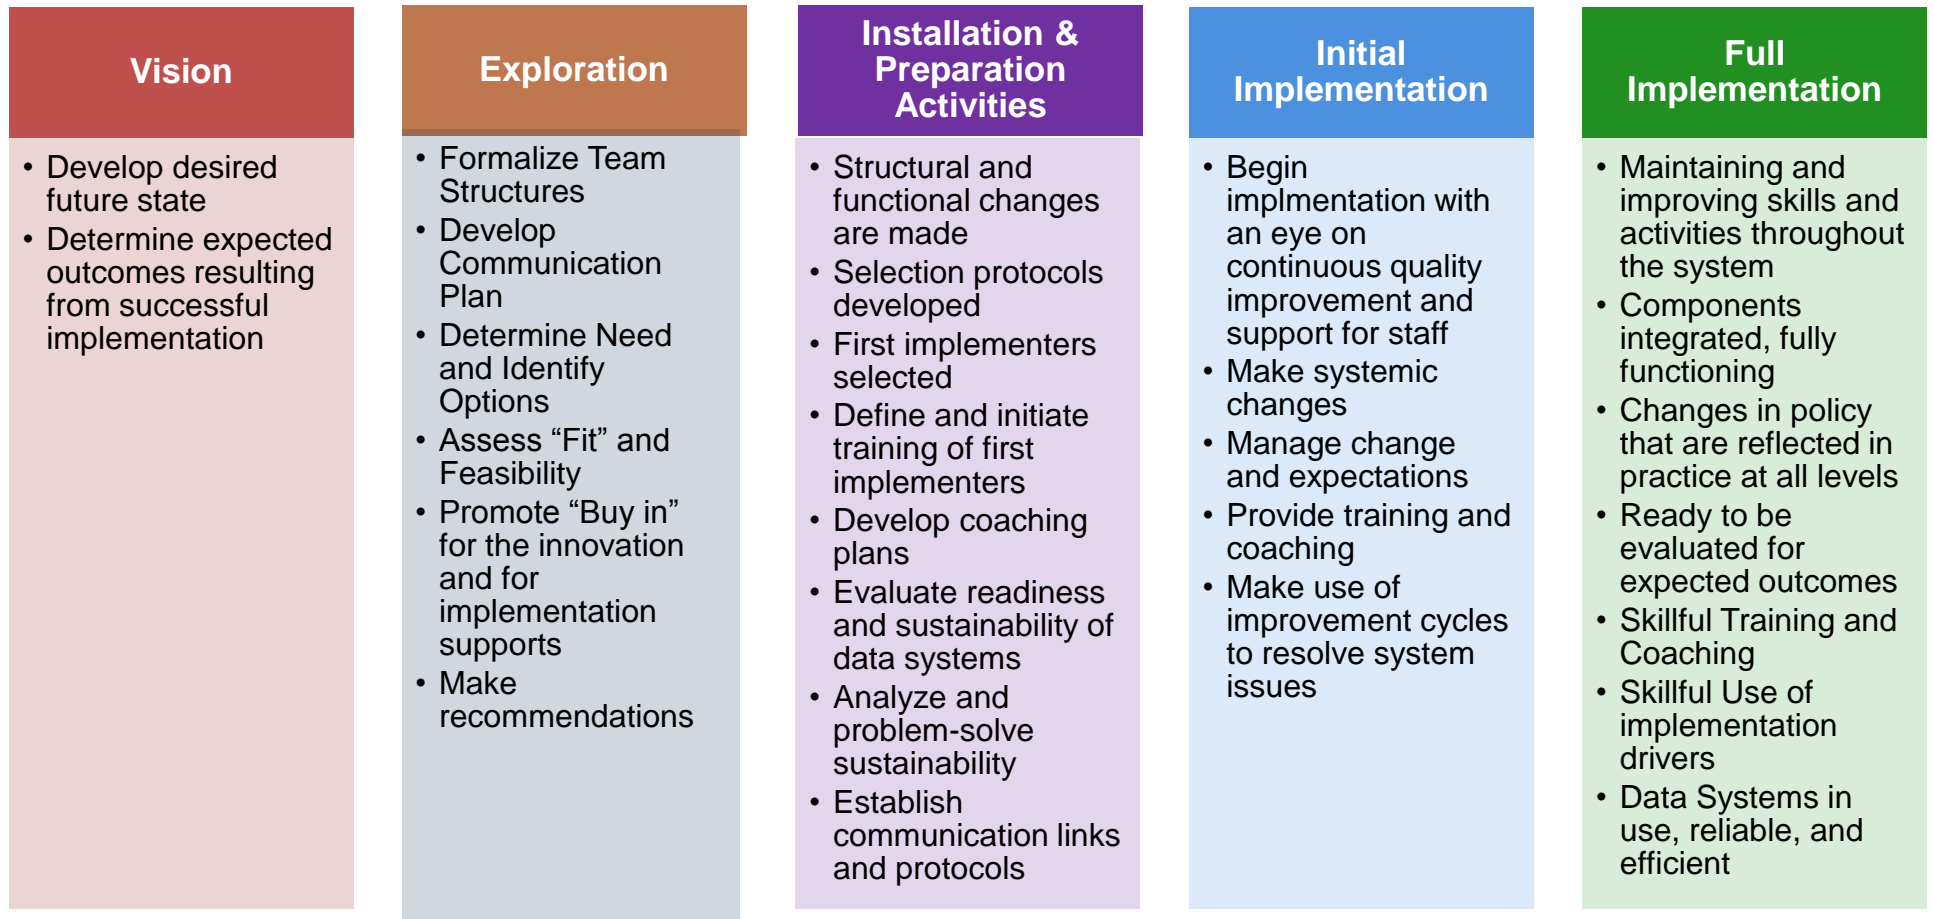 Vision
• Develop desired
future state
• Determine expected
outcomes resulting
from successful
implementation
Exploration
• Formalize Team
Structures
• Develop
Communication
Plan
• Determine Need
and Identify
Options
• Assess “Fit” and
Feasibility
• Promote “Buy in”
for the innovation
and for
implementation
supports
• Make
recommendations
Installation &
Preparation
Activities
• Structural and
functional changes
are made
• Selection protocols
developed
• First implementers
selected
• Define and initiate
training of first
implementers
• Develop coaching
plans
• Evaluate readiness
and sustainability of
data systems
• Analyze and
problem-solve
sustainability
• Establish
communication links
and protocols
Initial
Implementation
• Begin
implmentation with
an eye on
continuous quality
improvement and
support for staff
• Make systemic
changes
• Manage change
and expectations
• Provide training and
coaching
• Make use of
improvement cycles
to resolve system
issues
Full
Implementation
• Maintaining and
improving skills and
activities throughout
the system
• Components
integrated, fully
functioning
• Changes in policy
that are reflected in
practice at all levels
• Ready to be
evaluated for
expected outcomes
• Skillful Training and
Coaching
• Skillful Use of
implementation
drivers
• Data Systems in
use, reliable, and
efficient